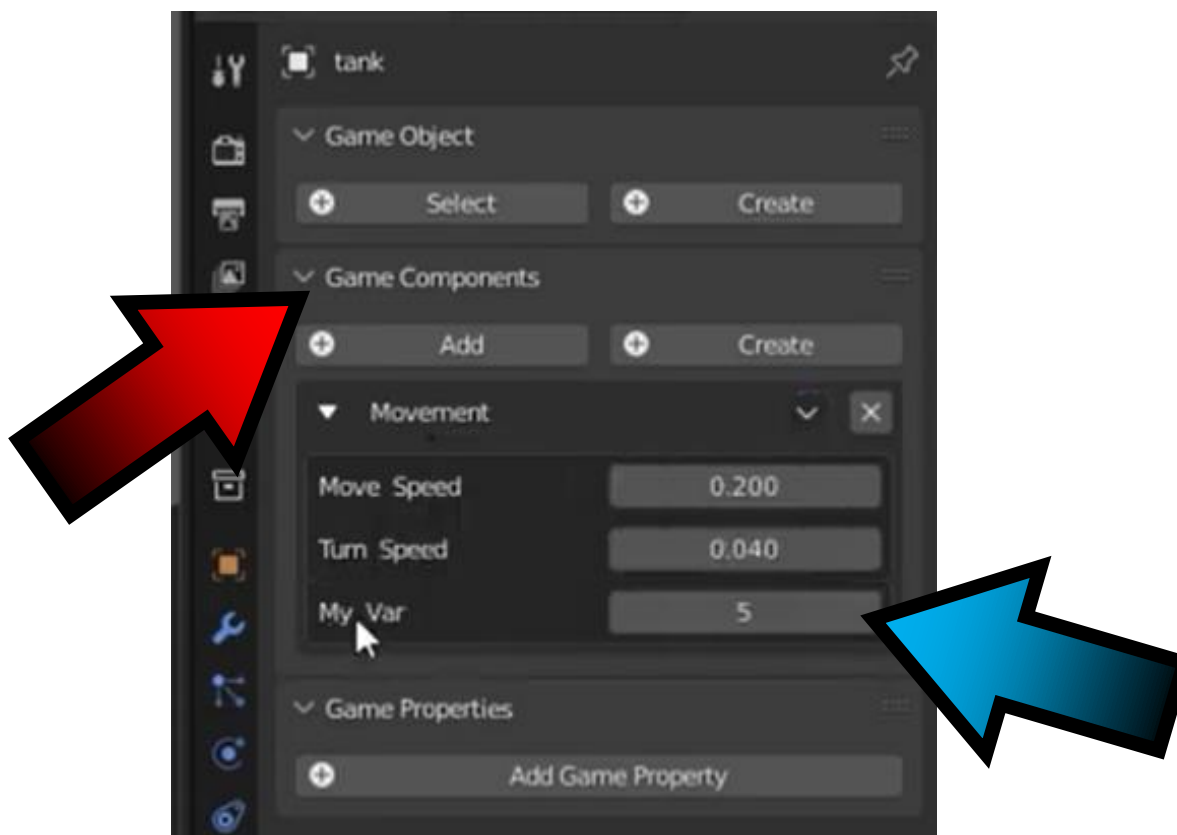 tank
Game Object
Select Create
Game Components
Add Create
Movement
Move Speed 0.200
Turn Speed 0.040
My Var 5
Game Properties
Add Game Property